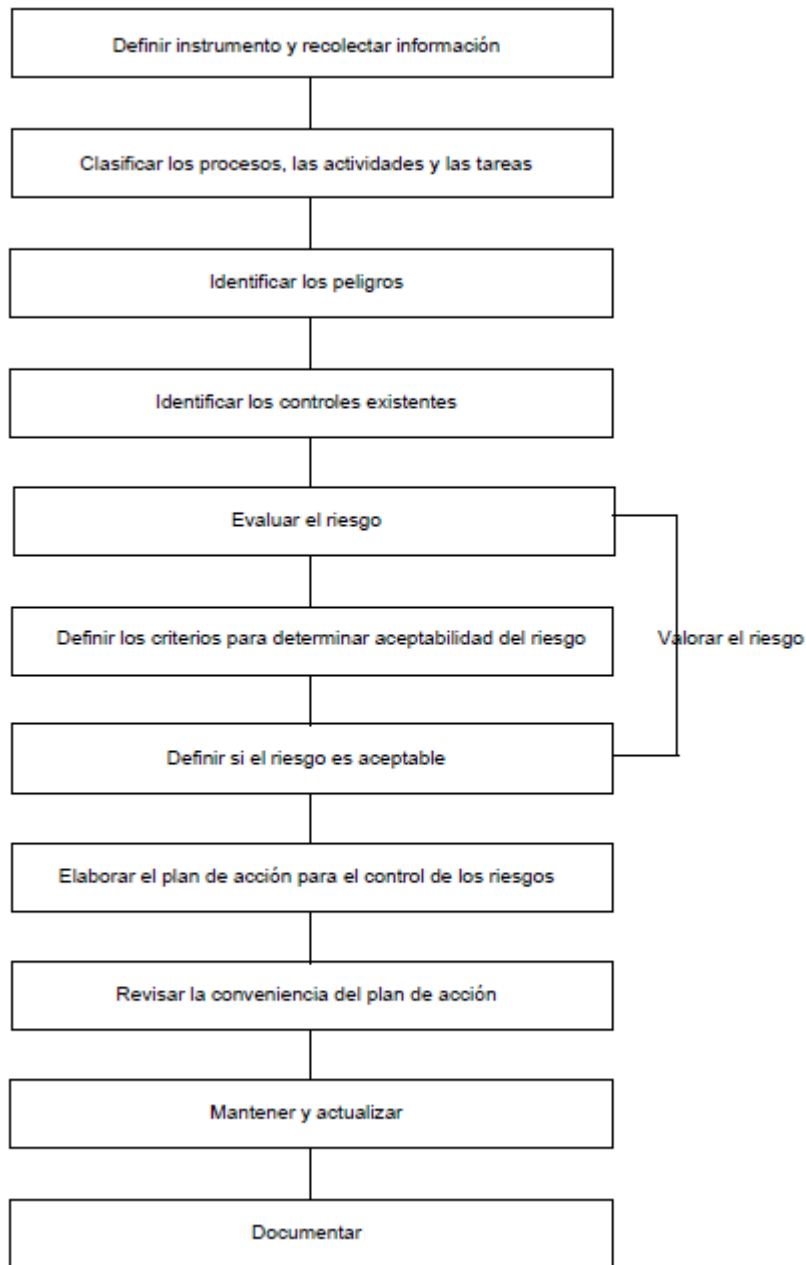 Definir instrumento y recolectar información
Clasificar los procesos, las actividades y las tareas
Identificar los peligros
Identificar los controles existentes
Evaluar el riesgo
Definir los criterios para determinar aceptabilidad del riesgo
Valorar el riesgo
Definir si el riesgo es aceptable
Elaborar el plan de acción para el control de los riesgos
Revisar la conveniencia del plan de acción
Mantener y actualizar
Documentar